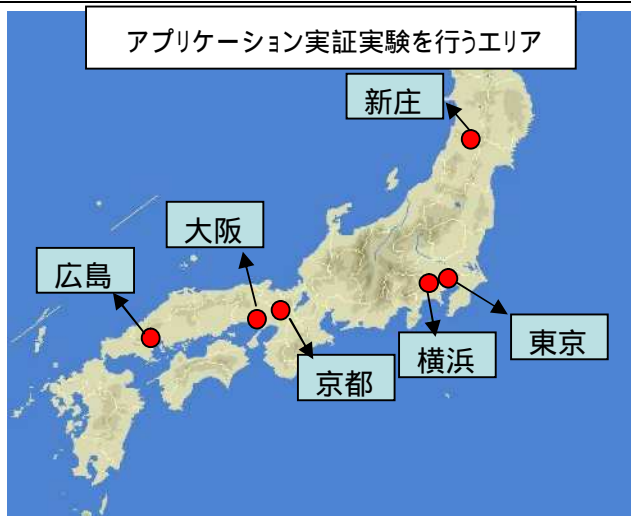 アプリケーション実証実験を行うエリア
新庄
大阪
広島
東京
横浜
京都